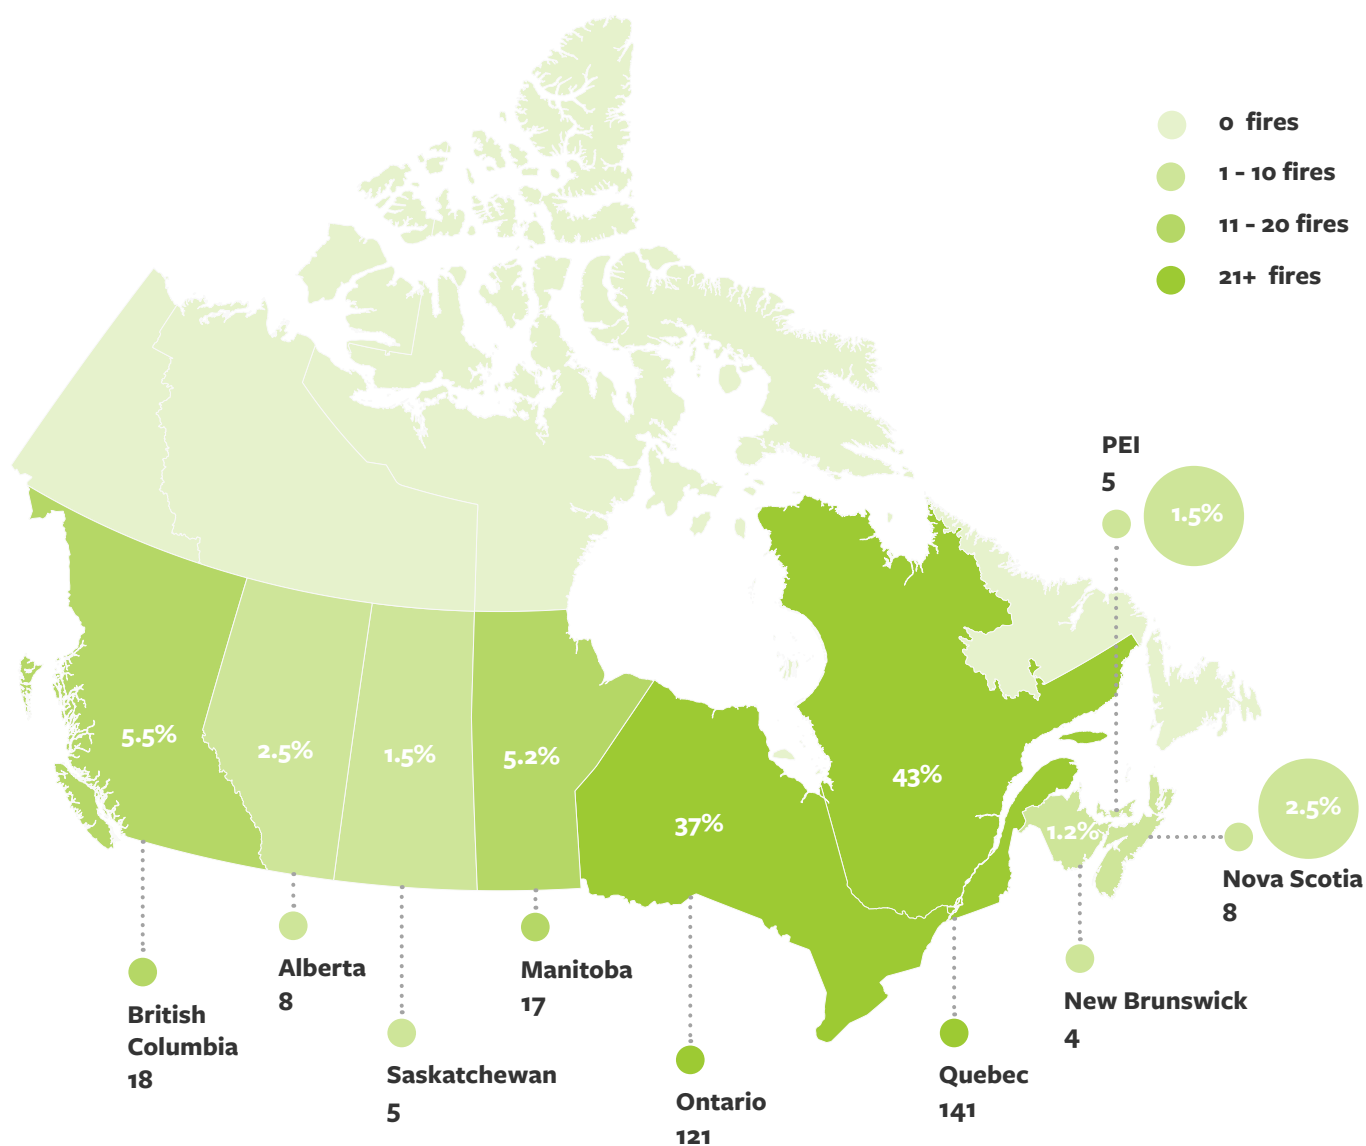 0 fires
1 - 10 fires
11 - 20 fires
21+ fires
PEI
5
1.5%
5.5%
2.5%
1.5%
5.2%
37%
43%
1.2%
2.5%
Nova Scotia
8
Alberta
8
Manitoba
17
New Brunswick
4
British
Columbia
18
Saskatchewan
5
Ontario
121
Quebec
141